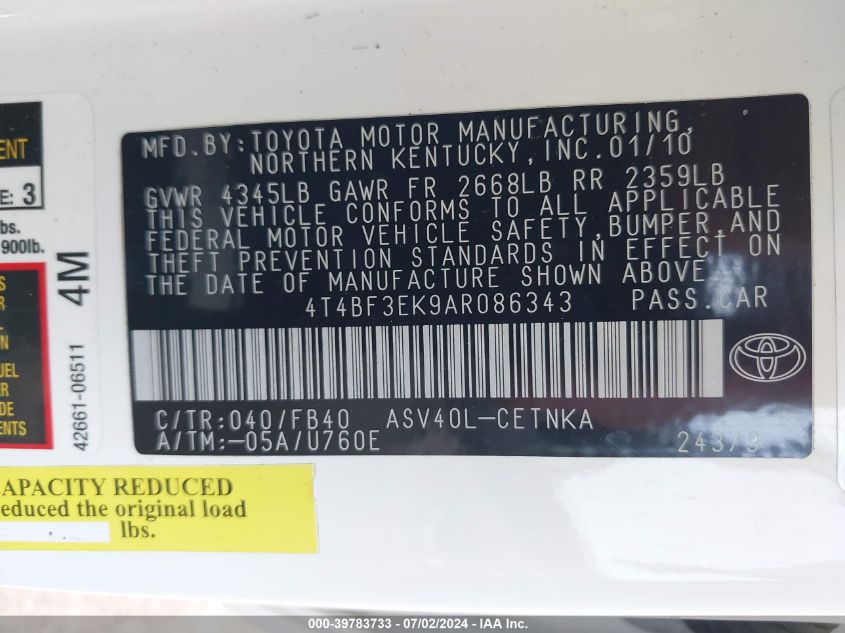 ENT
E: 3
bs.
900lb.
4M
42661-06511
UEL
R
OR
ENTS
MFD.BY:TOYOTA MOTOR MANUFACTURING,
NORTHERN KENTUCKY,INC.01/10
GVWR 4345LB GAWR FR 2668LB RR 2359LB
THIS VEHICLE CONFORMS TO ALL APPLICABLE
FEDERAL MOTOR VEHICLE SAFETY,BUMPER,AND
THEFT PREVENTION STANDARDS IN EFFECT ON
THE DATE OF MANUFACTURE SHOWN ABOVE.
4T4BF3EK9AR086343 PASS.CAR
C/TR:040/FB40 ASV40L-CETNKA
A/TM:-05A/U760E 24379
APACITY REDUCED
educed the original load
lbs.
000-39783733 - 07/02/2024 - IAA Inc.